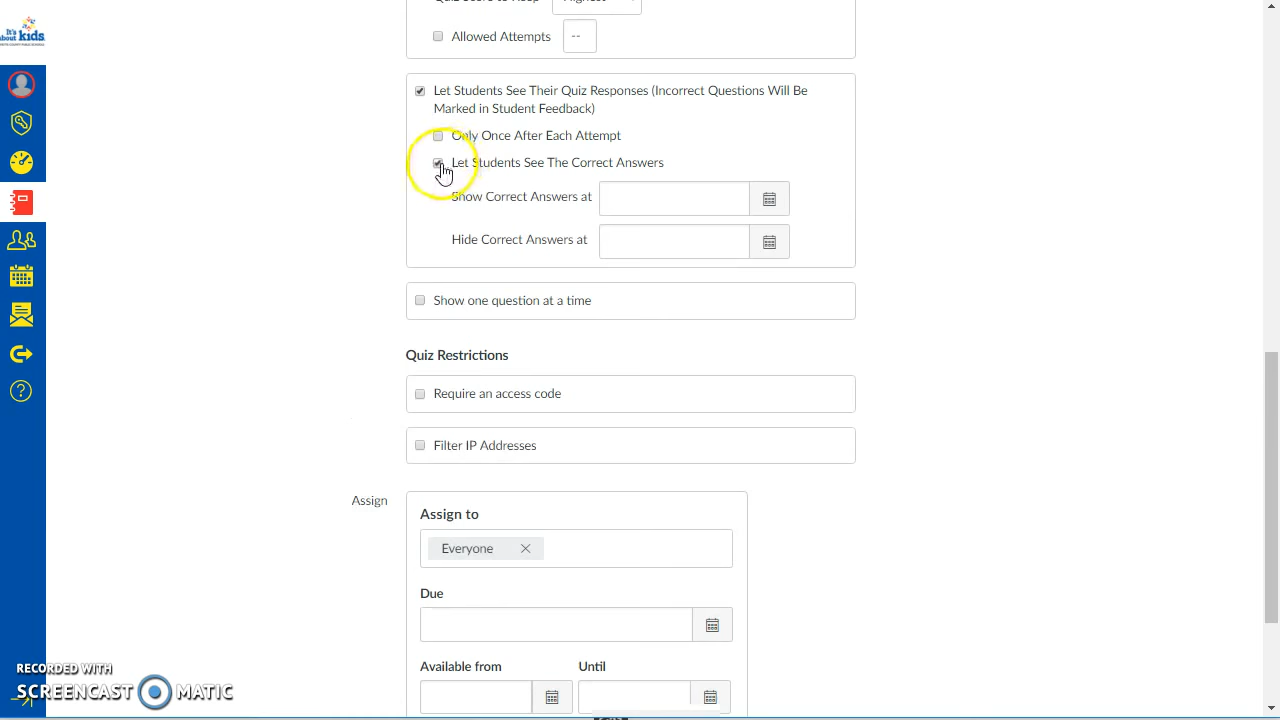 It's
about kids.
Allowed Attempts
--
Let Students See Their Quiz Responses (Incorrect Questions Will Be
Marked in Student Feedback)
Only Once After Each Attempt
Let Students See The Correct Answers
Show Correct Answers at
Hide Correct Answers at
Show one question at a time
Quiz Restrictions
Require an access code
Filter IP Addresses
Assign
Assign to
Everyone
Due
Available from
Until
RECORDED WITH
SCREENCAST MATIC